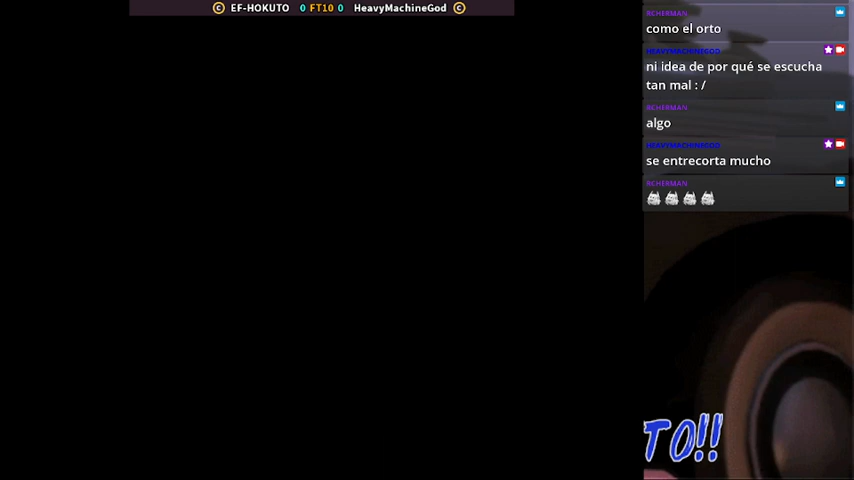 © EF-HOKUTO 0 FT10 0 HeavyMachineGod ©
RCHERMAN
como el orto
HEAVYMACHINEGOD
ni idea de por qué se escucha
tan mal : /
RCHERMAN
algo
HEAVYMACHINEGOD
se entrecorta mucho
RCHERMAN
TO!!